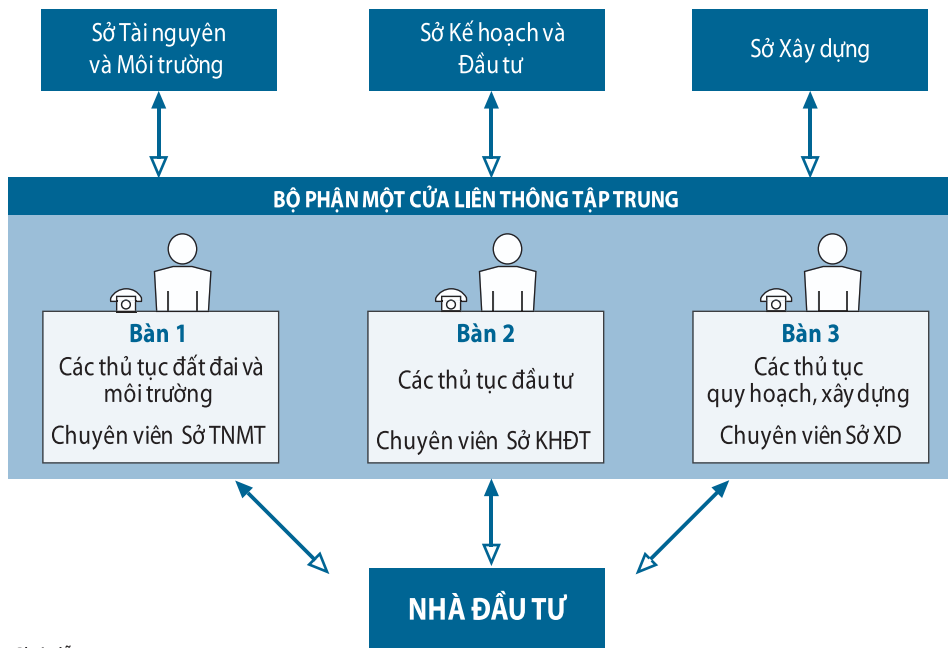 Sở Tài nguyên
và Môi trường
Sở Kế hoạch và
Đầu tư
Sở Xây dựng
BỘ PHẬN MỘT CỬA LIÊN THÔNG TẬP TRUNG
Bàn 1
Các thủ tục đất đai và
môi trường
Chuyên viên Sở TNMT
Bàn 2
Các thủ tục đầu tư
Chuyên viên Sở KHĐT
Bàn 3
Các thủ tục
quy hoạch, xây dựng
Chuyên viên Sở XD
NHÀ ĐẦU TƯ